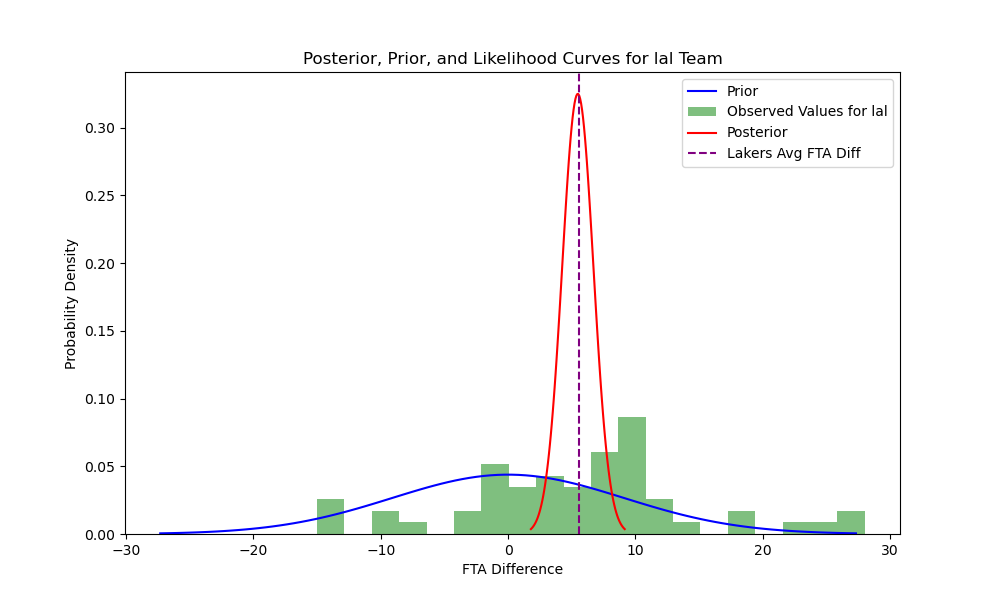 Posterior, Prior, and Likelihood Curves for lal Team
Prior
Observed Values for lal
Posterior
Lakers Avg FTA Diff
Probability Density
0.30
0.25
0.20
0.15
0.10
0.05
0.00
−30
−20
−10
0
10
20
30
FTA Difference